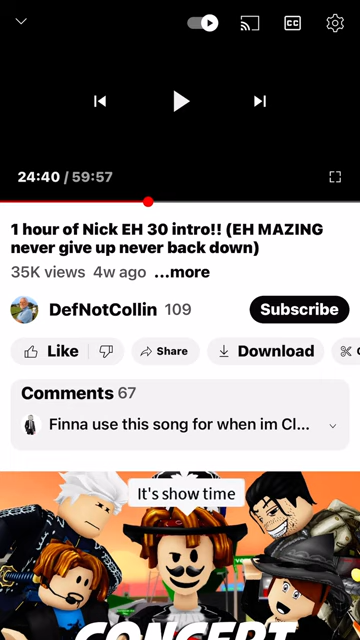 CC
24:40 / 59:57
1 hour of Nick EH 30 intro!! (EH MAZING
never give up never back down)
35K views 4w ago ...more
DefNotCollin 109 Subscribe
Like Share Download
Comments 67
Finna use this song for when im Cl...
It's show time
CONCEPT